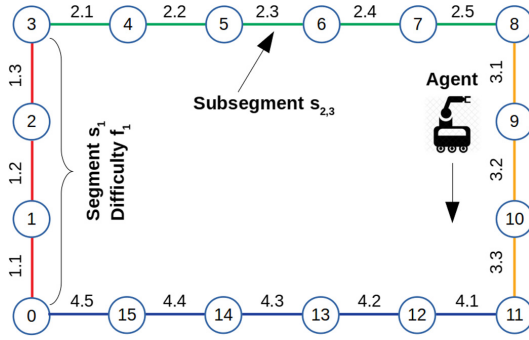 2.1 2.2 2.3 2.4 2.5
3 4 5 6 7 8
1.3
3.1
Agent
Subsegment s2,3
2
9
Segment s1
Difficulty f1
1.2
3.2
1
10
1.1
3.3
4.5 4.4 4.3 4.2 4.1
0 15 14 13 12 11